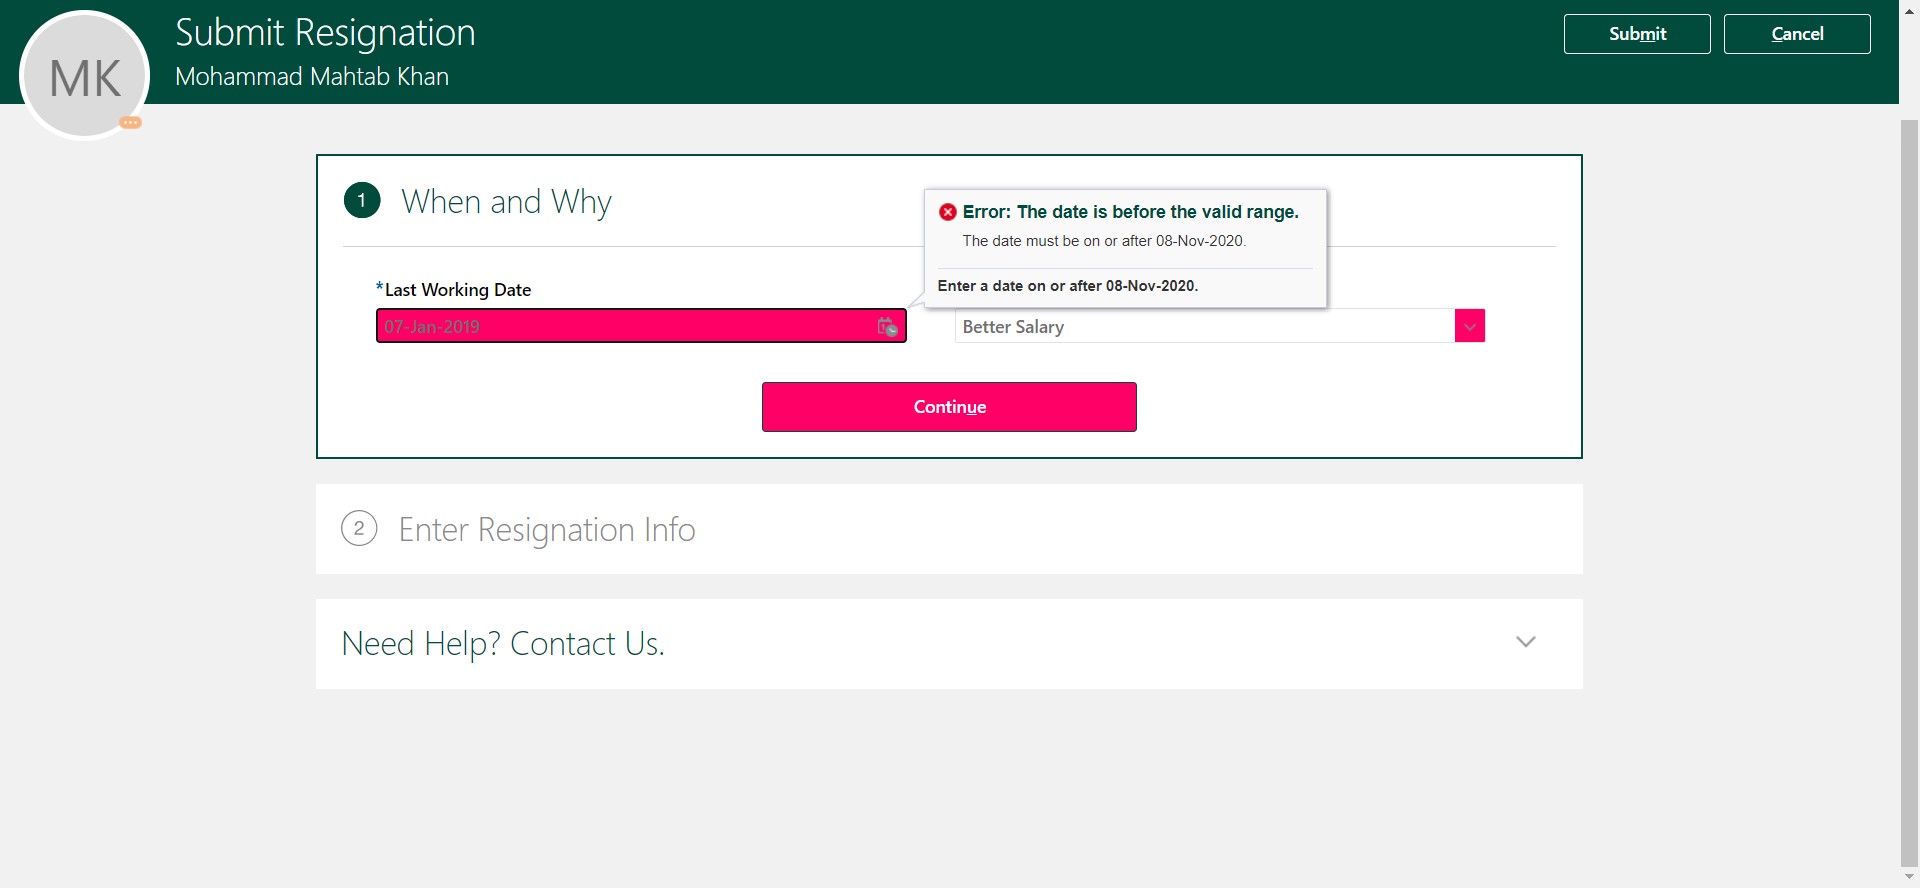 MK
Submit Resignation
Mohammad Mahtab Khan
Submit
Cancel
1
When and Why
Error: The date is before the valid range.
The date must be on or after 08-Nov-2020.
Enter a date on or after 08-Nov-2020.
*Last Working Date
07-Jan-2019
Better Salary
Continue
2
Enter Resignation Info
Need Help? Contact Us.